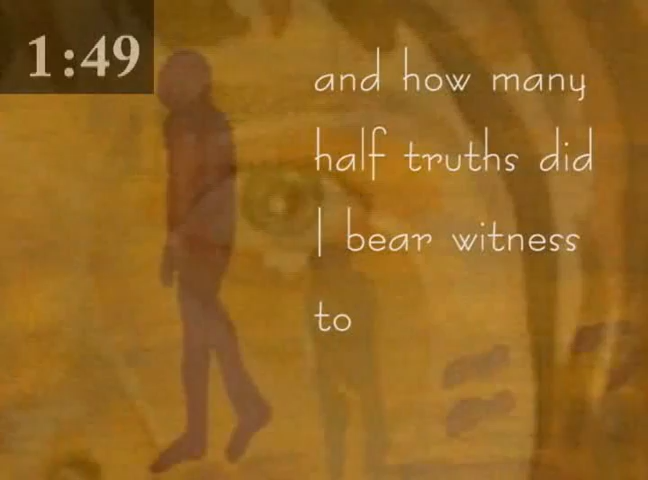 1:49
and how many
half truths did
I bear witness
to